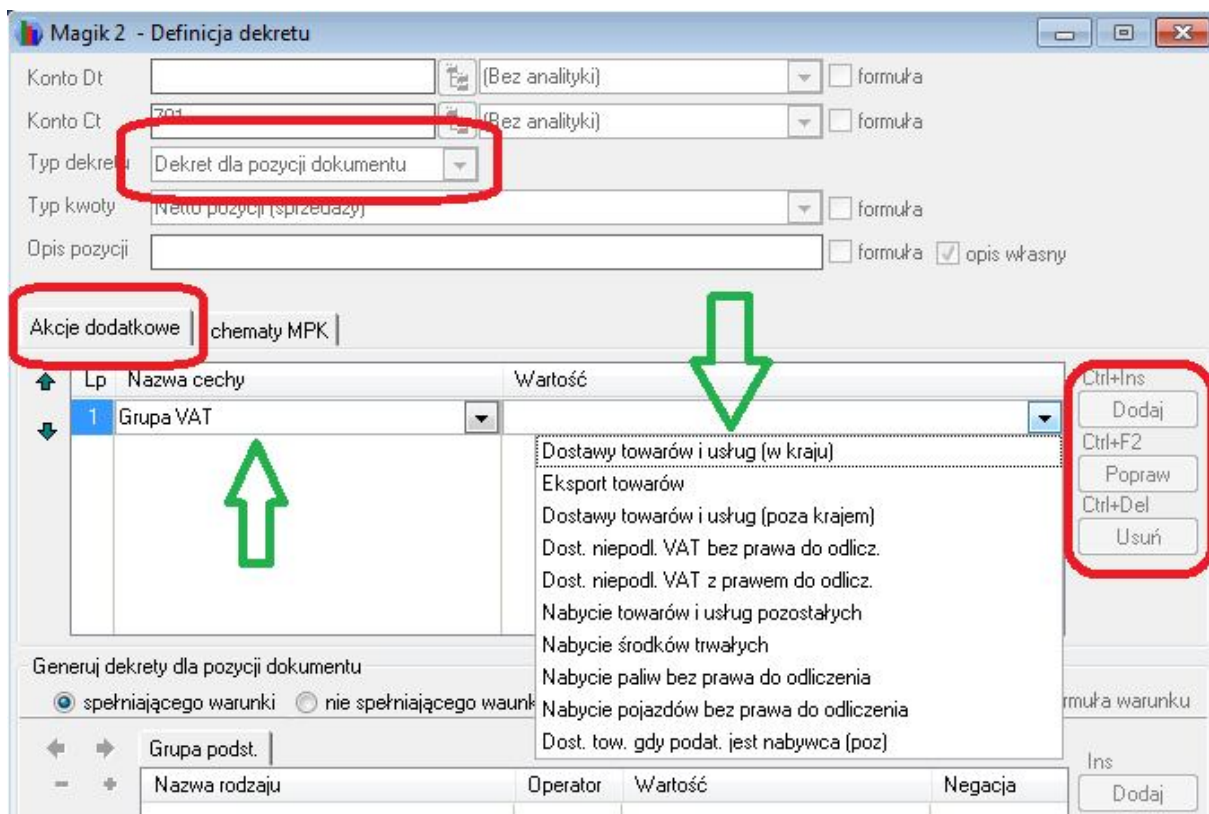 Magik 2 - Definicja dekretu
Konto Dt (Bez analityki) formuła
Konto Ct 701 (Bez analityki) formuła
Typ dekretu Dekret dla pozycji dokumentu
Typ kwoty Netto pozycji (sprzedaży) formuła
Opis pozycji formuła opis własny
Akcje dodatkowe chematy MPK
Lp Nazwa cechy Wartość Ctrl+Ins
1 Grupa VAT Dodaj
Ctrl+F2
Dostawy towarów i usług (w kraju)
Popraw
Eksport towarów
Ctrl+Del
Dostawy towarów i usług (poza krajem)
Usuń
Dost. niepodl. VAT bez prawa do odlicz.
Dost. niepodl. VAT z prawem do odlicz.
Nabycie towarów i usług pozostałych
Nabycie środków trwałych
Nabycie paliw bez prawa do odliczenia
Nabycie pojazdów bez prawa do odliczenia
Dost. tow. gdy podat. jest nabywca (poz)
Generuj dekrety dla pozycji dokumentu
spełniającego warunki nie spełniającego waunk rmuła warunku
Grupa podst.
Ins
Nazwa rodzaju Operator Wartość Negacja Dodaj